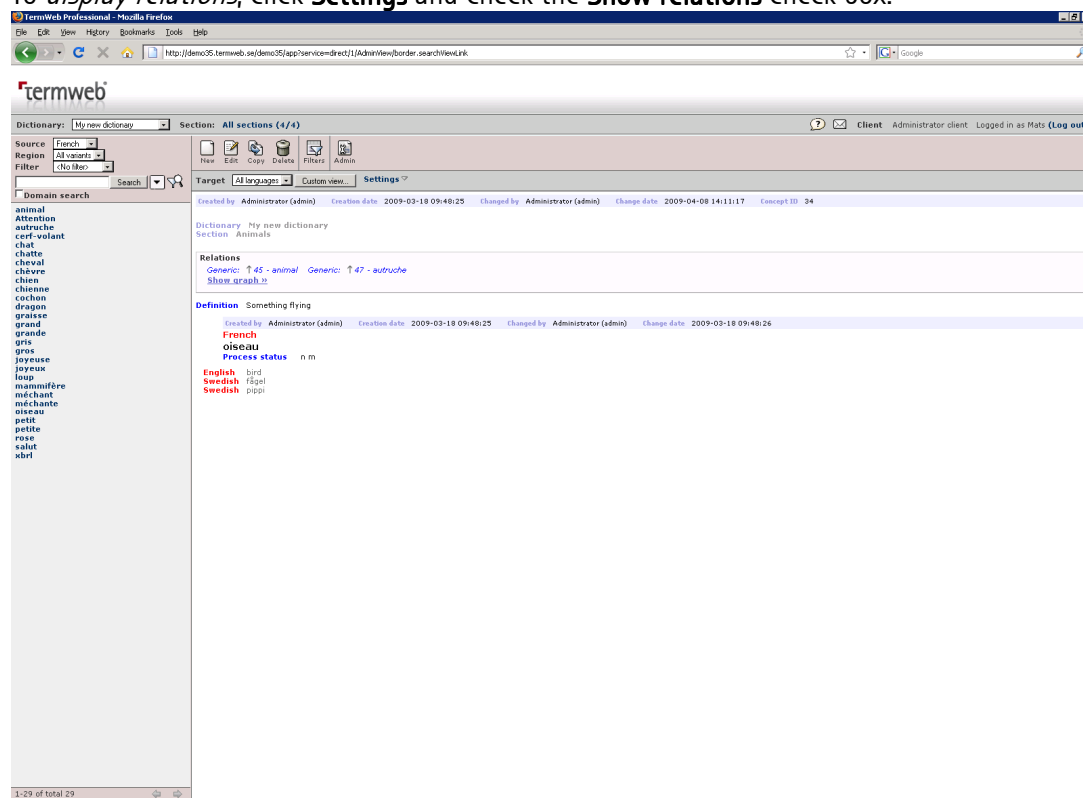 To display relations, click Settings and check the Show relations check box.
TermWeb Professional - Mozilla Firefox
File Edit View History Bookmarks Tools Help
http://demo35.termweb.se/demo35/app?service=direct/1/AdminView/border.searchViewLink
Google
termweb
Dictionary: My new dictionary Section: All sections (4/4) Client Administrator client Logged in as Mats (Log out
Source French
Region All variants
Filter <No filter>
Search
Domain search
New Edit Copy Delete Filters Admin
Target All languages Custom view... Settings
Created by Administrator (admin) Creation date 2009-03-18 09:48:25 Changed by Administrator (admin) Change date 2009-04-08 14:11:17 Concept ID 34
Dictionary My new dictionary
Section Animals
Relations
Generic: ↑ 45 - animal Generic: ↑ 47 - autruche
Show graph »
Definition Something flying
Created by Administrator (admin) Creation date 2009-03-18 09:48:25 Changed by Administrator (admin) Change date 2009-03-18 09:48:26
French
oiseau
Process status n m
English bird
Swedish fågel
Swedish pippi
animal
Attention
autruche
cerf-volant
chat
chatte
cheval
chèvre
chien
chienne
cochon
dragon
graisse
grand
grande
gris
gros
joyeuse
joyeux
loup
mammifère
méchant
méchante
oiseau
petit
petite
rose
salut
xbrl
1-29 of total 29